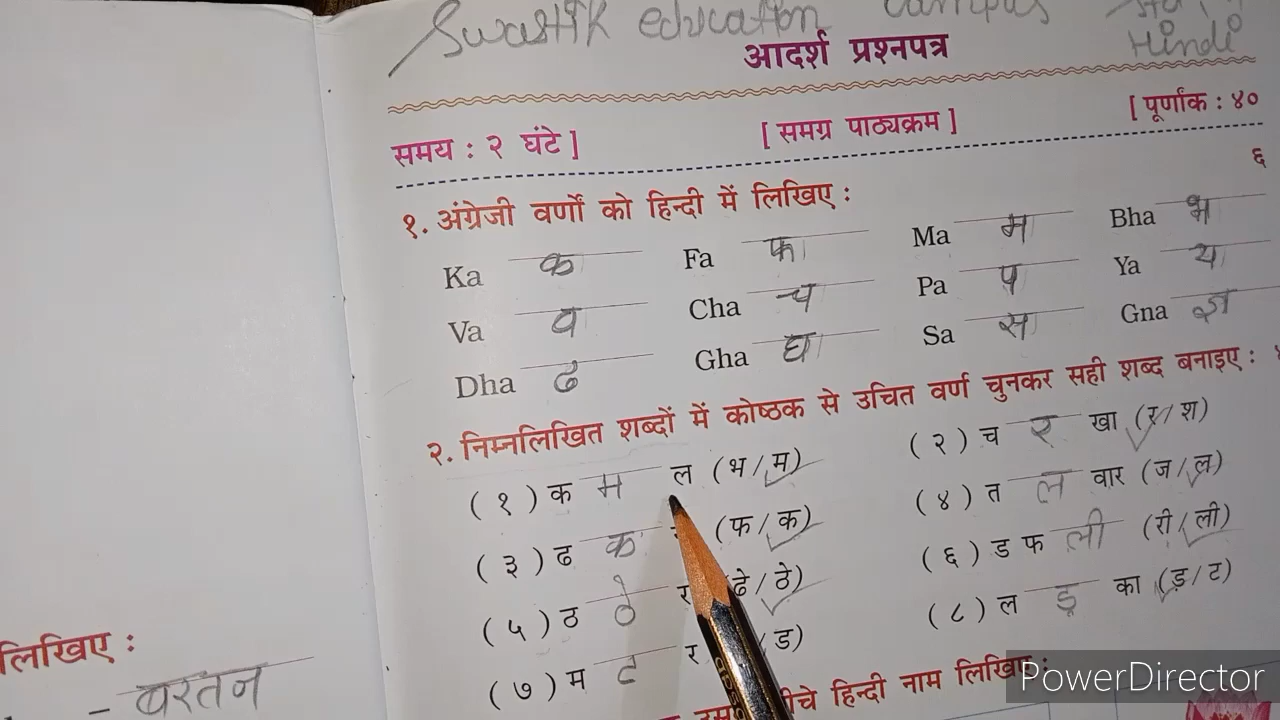 Swastik education campus
Hindi
आदर्श प्रश्नपत्र
समय : २ घंटे ] [ समग्र पाठ्यक्रम ] [ पूर्णांक : ४०
१. अंग्रेजी वर्णों को हिन्दी में लिखिए : ६
Ka क Fa फ Ma म Bha भ
Va व Cha च Pa प Ya य
Dha ढ Gha घ Sa स Gna ज्ञ
२. निम्नलिखित शब्दों में कोष्ठक से उचित वर्ण चुनकर सही शब्द बनाइए :
( १ ) क म ल (भ / म) ( २ ) च र खा (र / श)
( ३ ) ढ क (फ / क) ( ४ ) त ल वार (ज / ल)
( ५ ) ठ ठे र (ढे / ठे) ( ६ ) ड फ ली (री / ली)
( ७ ) म ट र / ड) ( ८ ) ल ड़ का (ड़ / ट)
नीचे हिन्दी नाम लिखिए :
लिखिए :
– बरतन
PowerDirector